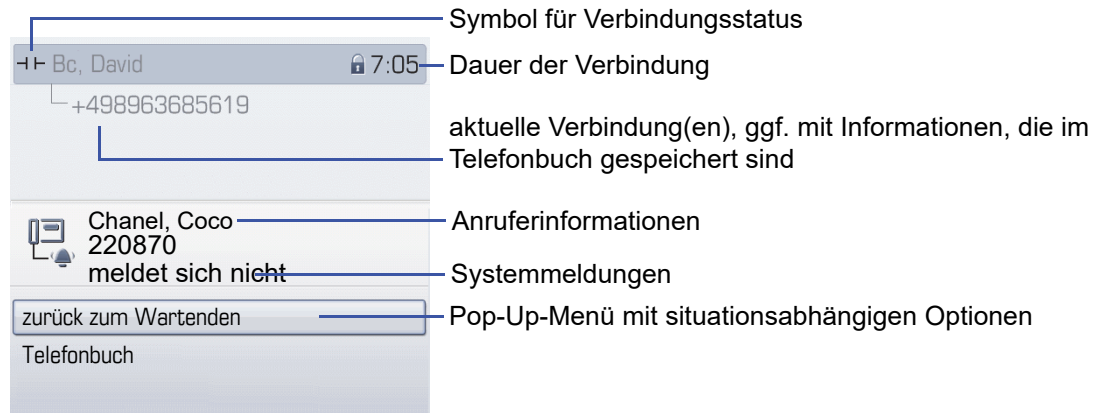 Symbol für Verbindungsstatus
Bc, David 7:05
Dauer der Verbindung
+498963685619
aktuelle Verbindung(en), ggf. mit Informationen, die im
Telefonbuch gespeichert sind
Chanel, Coco
Anruferinformationen
220870
meldet sich nicht
Systemmeldungen
zurück zum Wartenden
Pop-Up-Menü mit situationsabhängigen Optionen
Telefonbuch